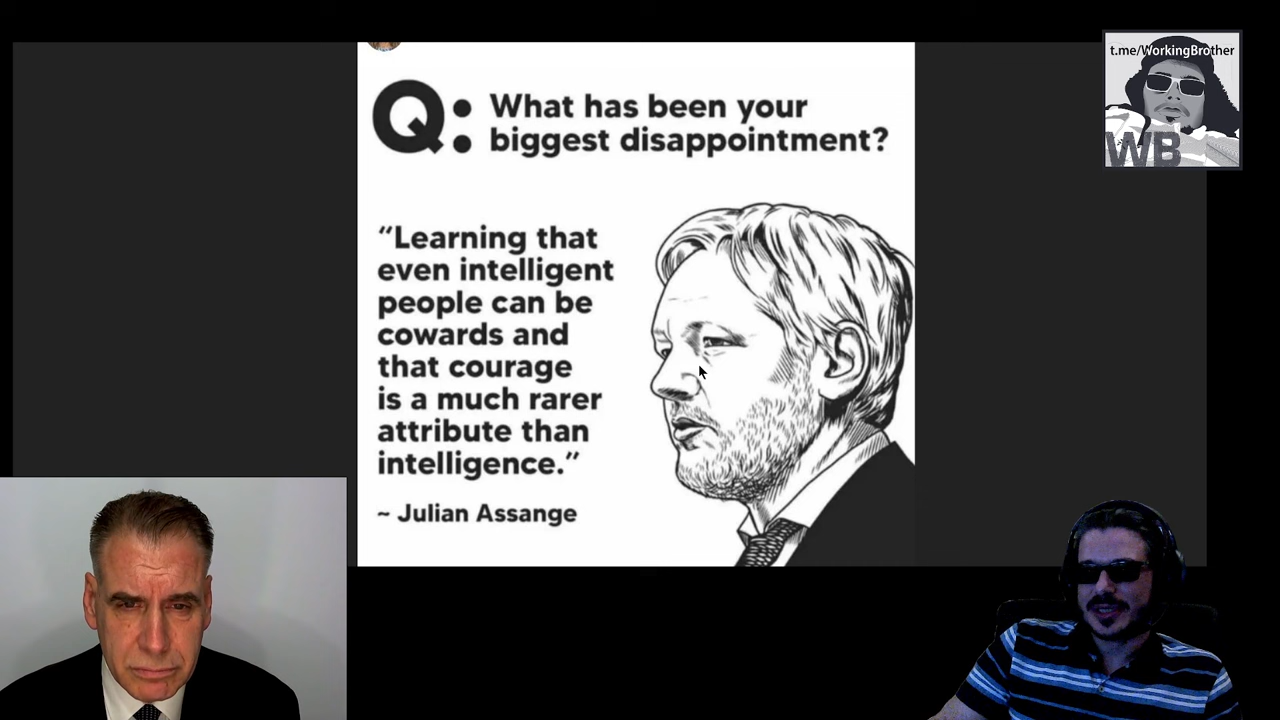 t.me/WorkingBrother
WB
Q: What has been your
biggest disappointment?
“Learning that
even intelligent
people can be
cowards and
that courage
is a much rarer
attribute than
intelligence.”
~ Julian Assange